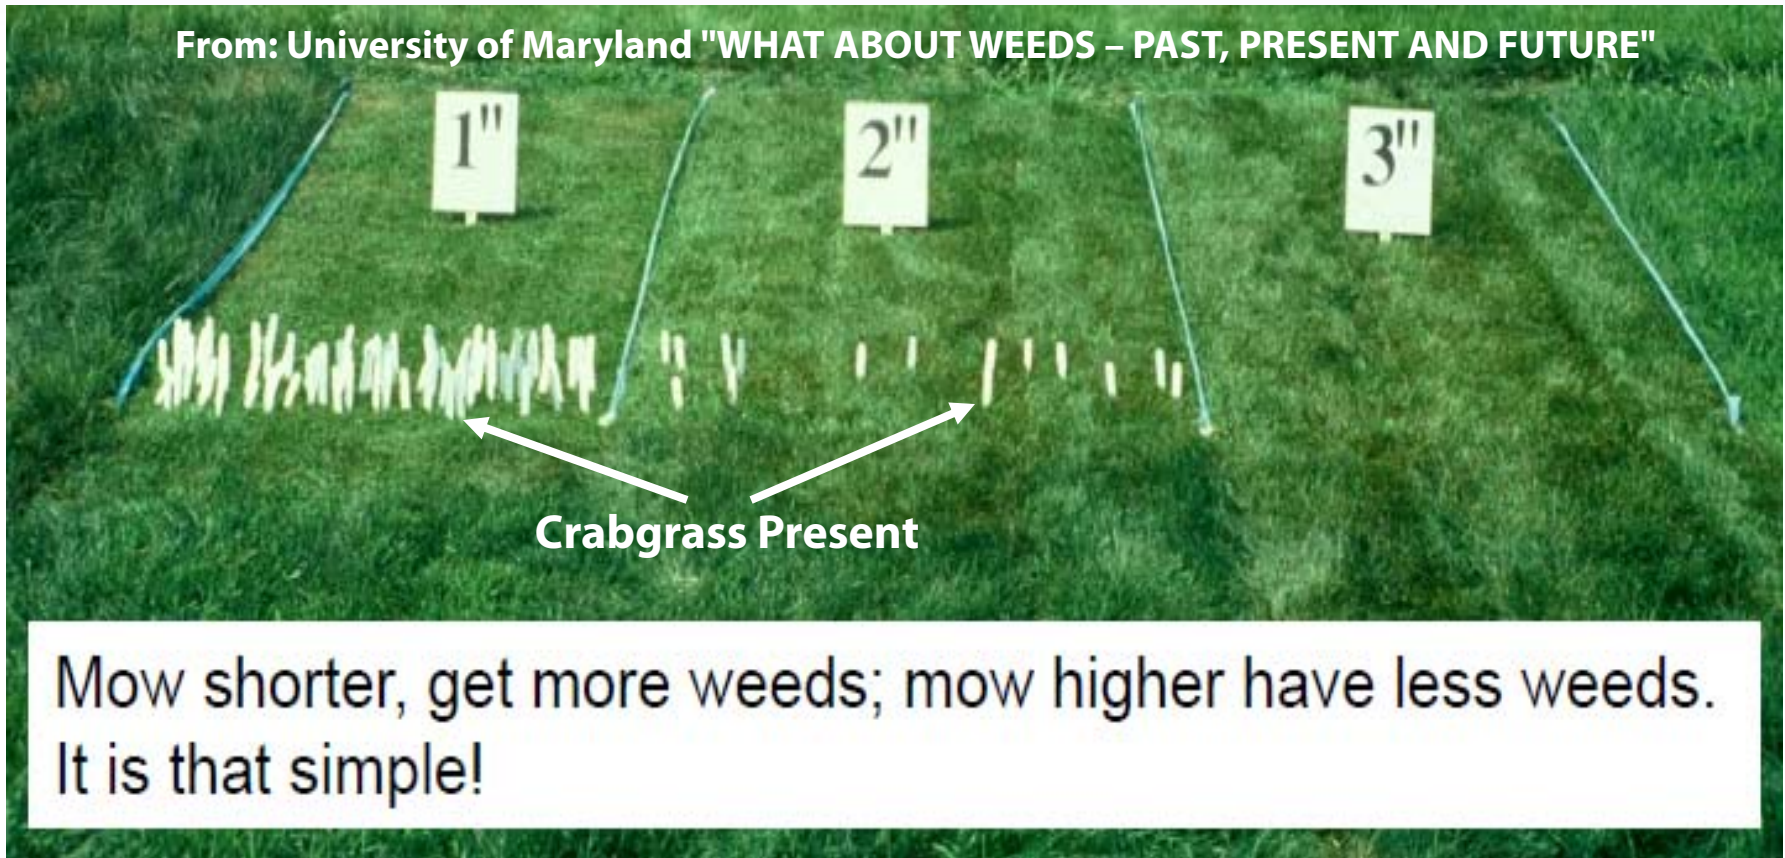 From: University of Maryland "WHAT ABOUT WEEDS – PAST, PRESENT AND FUTURE"
1"
2"
3"
Crabgrass Present
Mow shorter, get more weeds; mow higher have less weeds.
It is that simple!